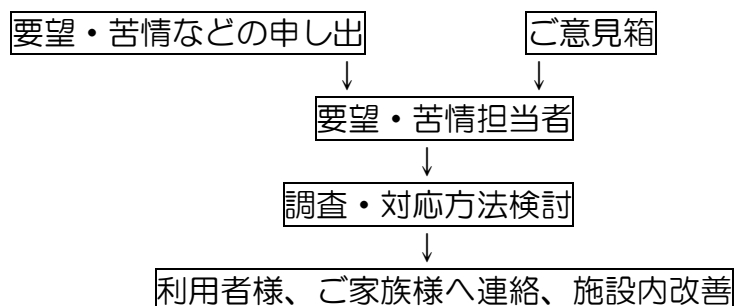 要望・苦情などの申し出 ご意見箱
↓ ↓
要望・苦情担当者
↓
調査・対応方法検討
↓
利用者様、ご家族様へ連絡、施設内改善